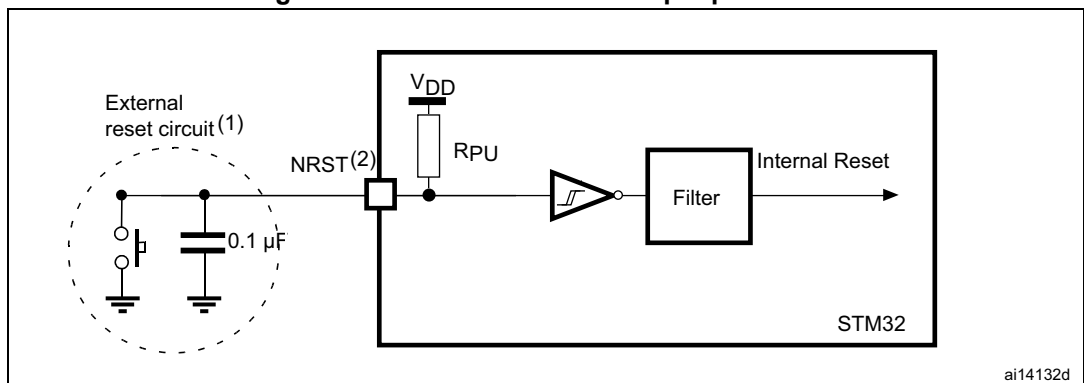 External
reset circuit(1)
VDD
RPU
NRST(2)
Internal Reset
Filter
0.1 μF
STM32
ai14132d